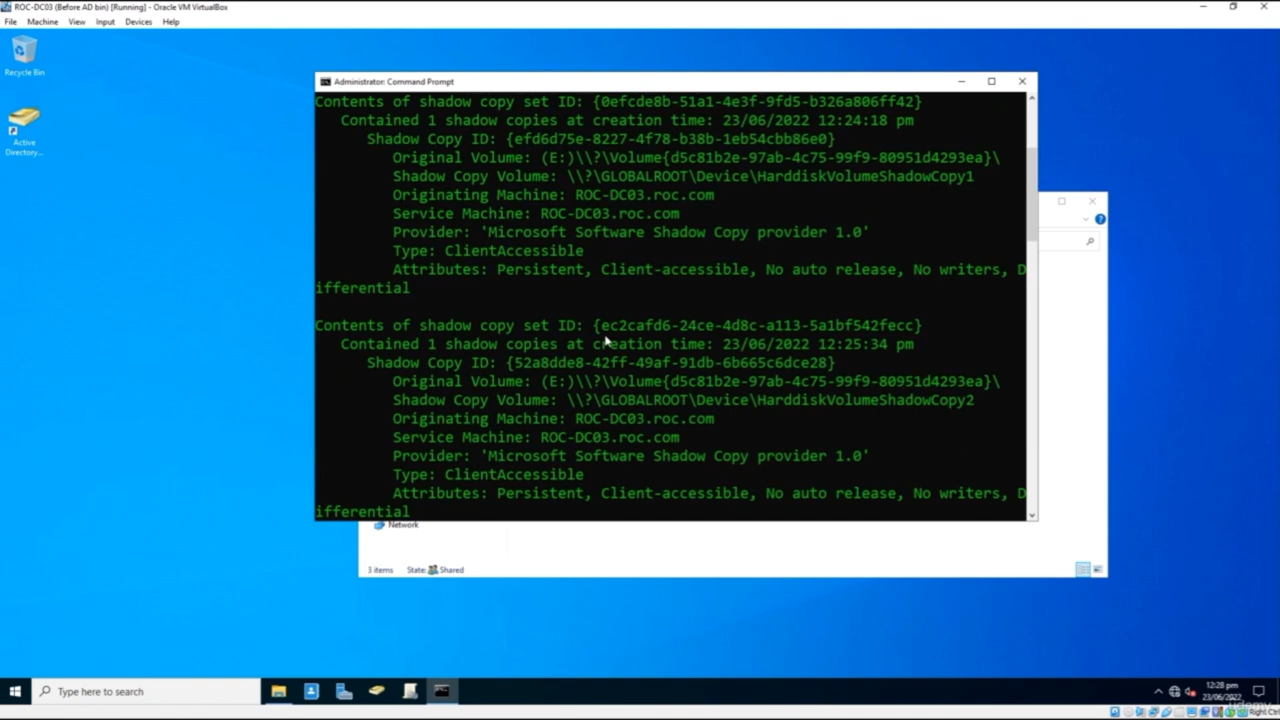 ROC-DC03 (Before AD bin) [Running] - Oracle VM VirtualBox
File Machine View Input Devices Help
Recycle Bin
Active
Directory...
Administrator: Command Prompt
Contents of shadow copy set ID: {0efcde8b-51a1-4e3f-9fd5-b326a806ff42}
Contained 1 shadow copies at creation time: 23/06/2022 12:24:18 pm
Shadow Copy ID: {efd6d75e-8227-4f78-b38b-1eb54cbb86e0}
Original Volume: (E:)\\?\Volume{d5c81b2e-97ab-4c75-99f9-80951d4293ea}\
Shadow Copy Volume: \\?\GLOBALROOT\Device\HarddiskVolumeShadowCopy1
Originating Machine: ROC-DC03.roc.com
Service Machine: ROC-DC03.roc.com
Provider: 'Microsoft Software Shadow Copy provider 1.0'
Type: ClientAccessible
Attributes: Persistent, Client-accessible, No auto release, No writers, D
ifferential
Contents of shadow copy set ID: {ec2cafd6-24ce-4d8c-a113-5a1bf542fecc}
Contained 1 shadow copies at creation time: 23/06/2022 12:25:34 pm
Shadow Copy ID: {52a8dde8-42ff-49af-91db-6b665c6dce28}
Original Volume: (E:)\\?\Volume{d5c81b2e-97ab-4c75-99f9-80951d4293ea}\
Shadow Copy Volume: \\?\GLOBALROOT\Device\HarddiskVolumeShadowCopy2
Originating Machine: ROC-DC03.roc.com
Service Machine: ROC-DC03.roc.com
Provider: 'Microsoft Software Shadow Copy provider 1.0'
Type: ClientAccessible
Attributes: Persistent, Client-accessible, No auto release, No writers, D
ifferential
Network
3 items State: Shared
Type here to search
12:28 pm
23/06/2022
udemy
Right Ctrl